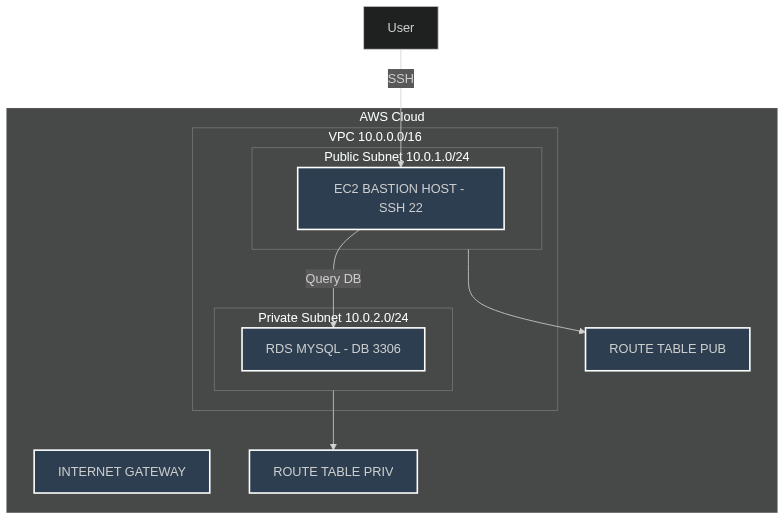 User
SSH
AWS Cloud
VPC 10.0.0.0/16
Public Subnet 10.0.1.0/24
EC2 BASTION HOST -
SSH 22
Query DB
Private Subnet 10.0.2.0/24
RDS MYSQL - DB 3306
ROUTE TABLE PUB
INTERNET GATEWAY
ROUTE TABLE PRIV